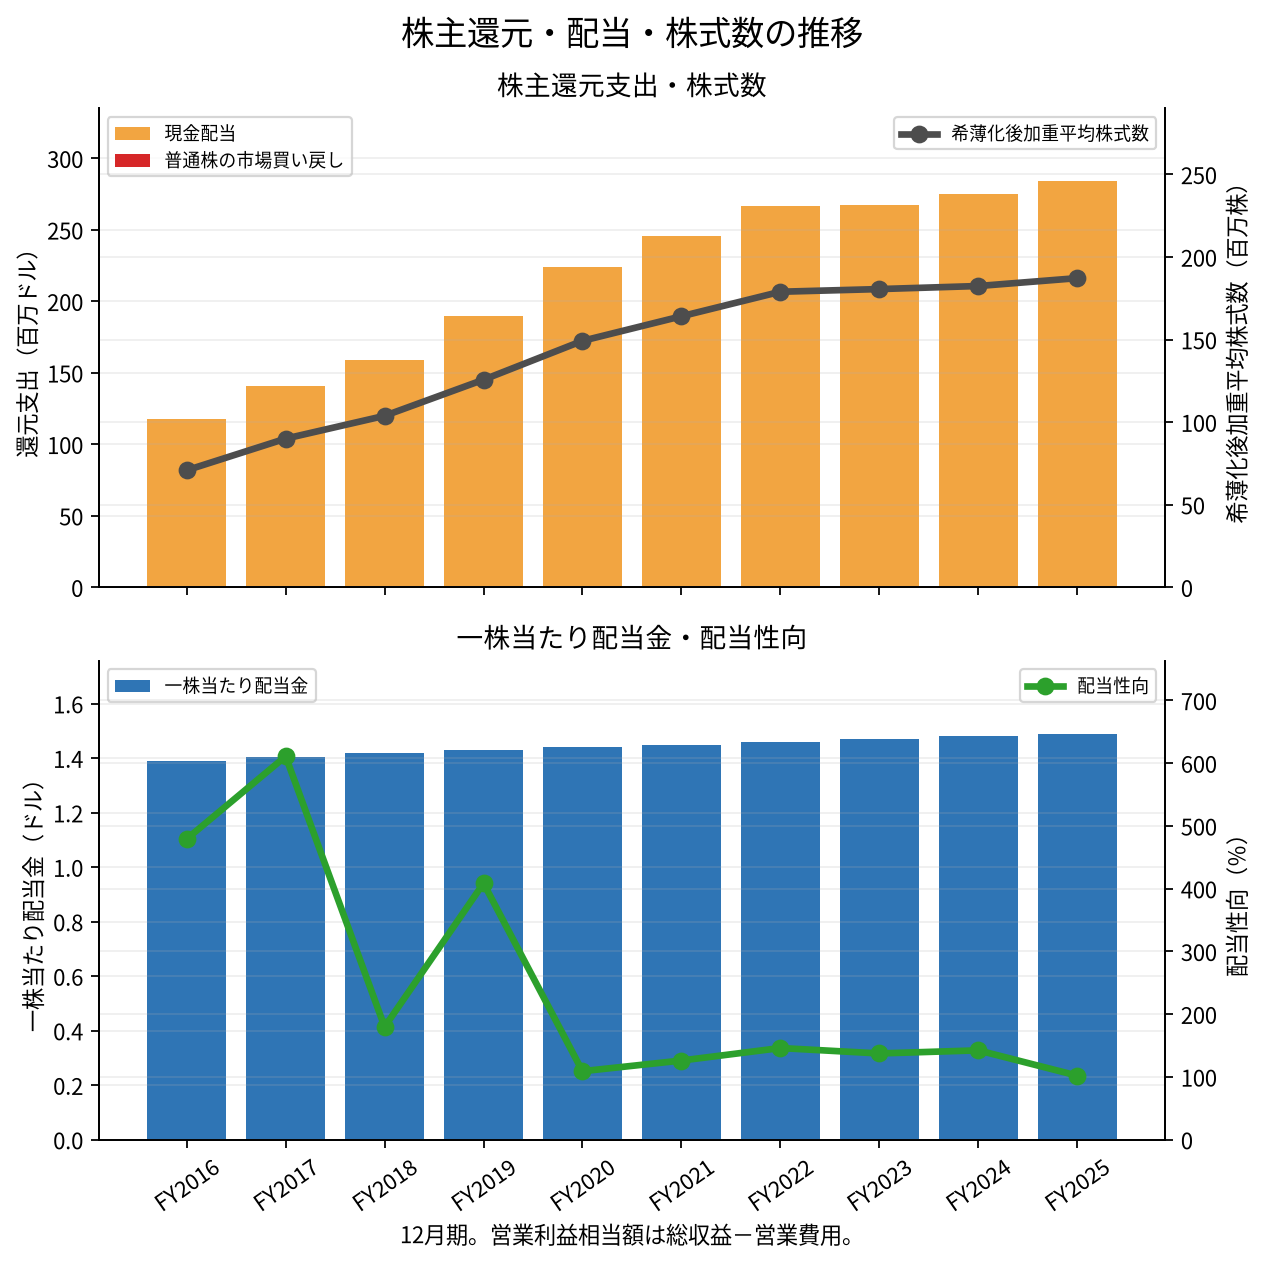 株主還元・配当・株式数の推移
株主還元支出・株式数
現金配当
普通株の市場買い戻し
希薄化後加重平均株式数
還元支出（百万ドル）
300
250
200
150
100
50
0
250
200
150
100
50
0
希薄化後加重平均株式数（百万株）
一株当たり配当金・配当性向
一株当たり配当金
配当性向
一株当たり配当金（ドル）
1.6
1.4
1.2
1.0
0.8
0.6
0.4
0.2
0.0
700
600
500
400
300
200
100
0
配当性向（%）
FY2016
FY2017
FY2018
FY2019
FY2020
FY2021
FY2022
FY2023
FY2024
FY2025
12月期。営業利益相当額は総収益－営業費用。